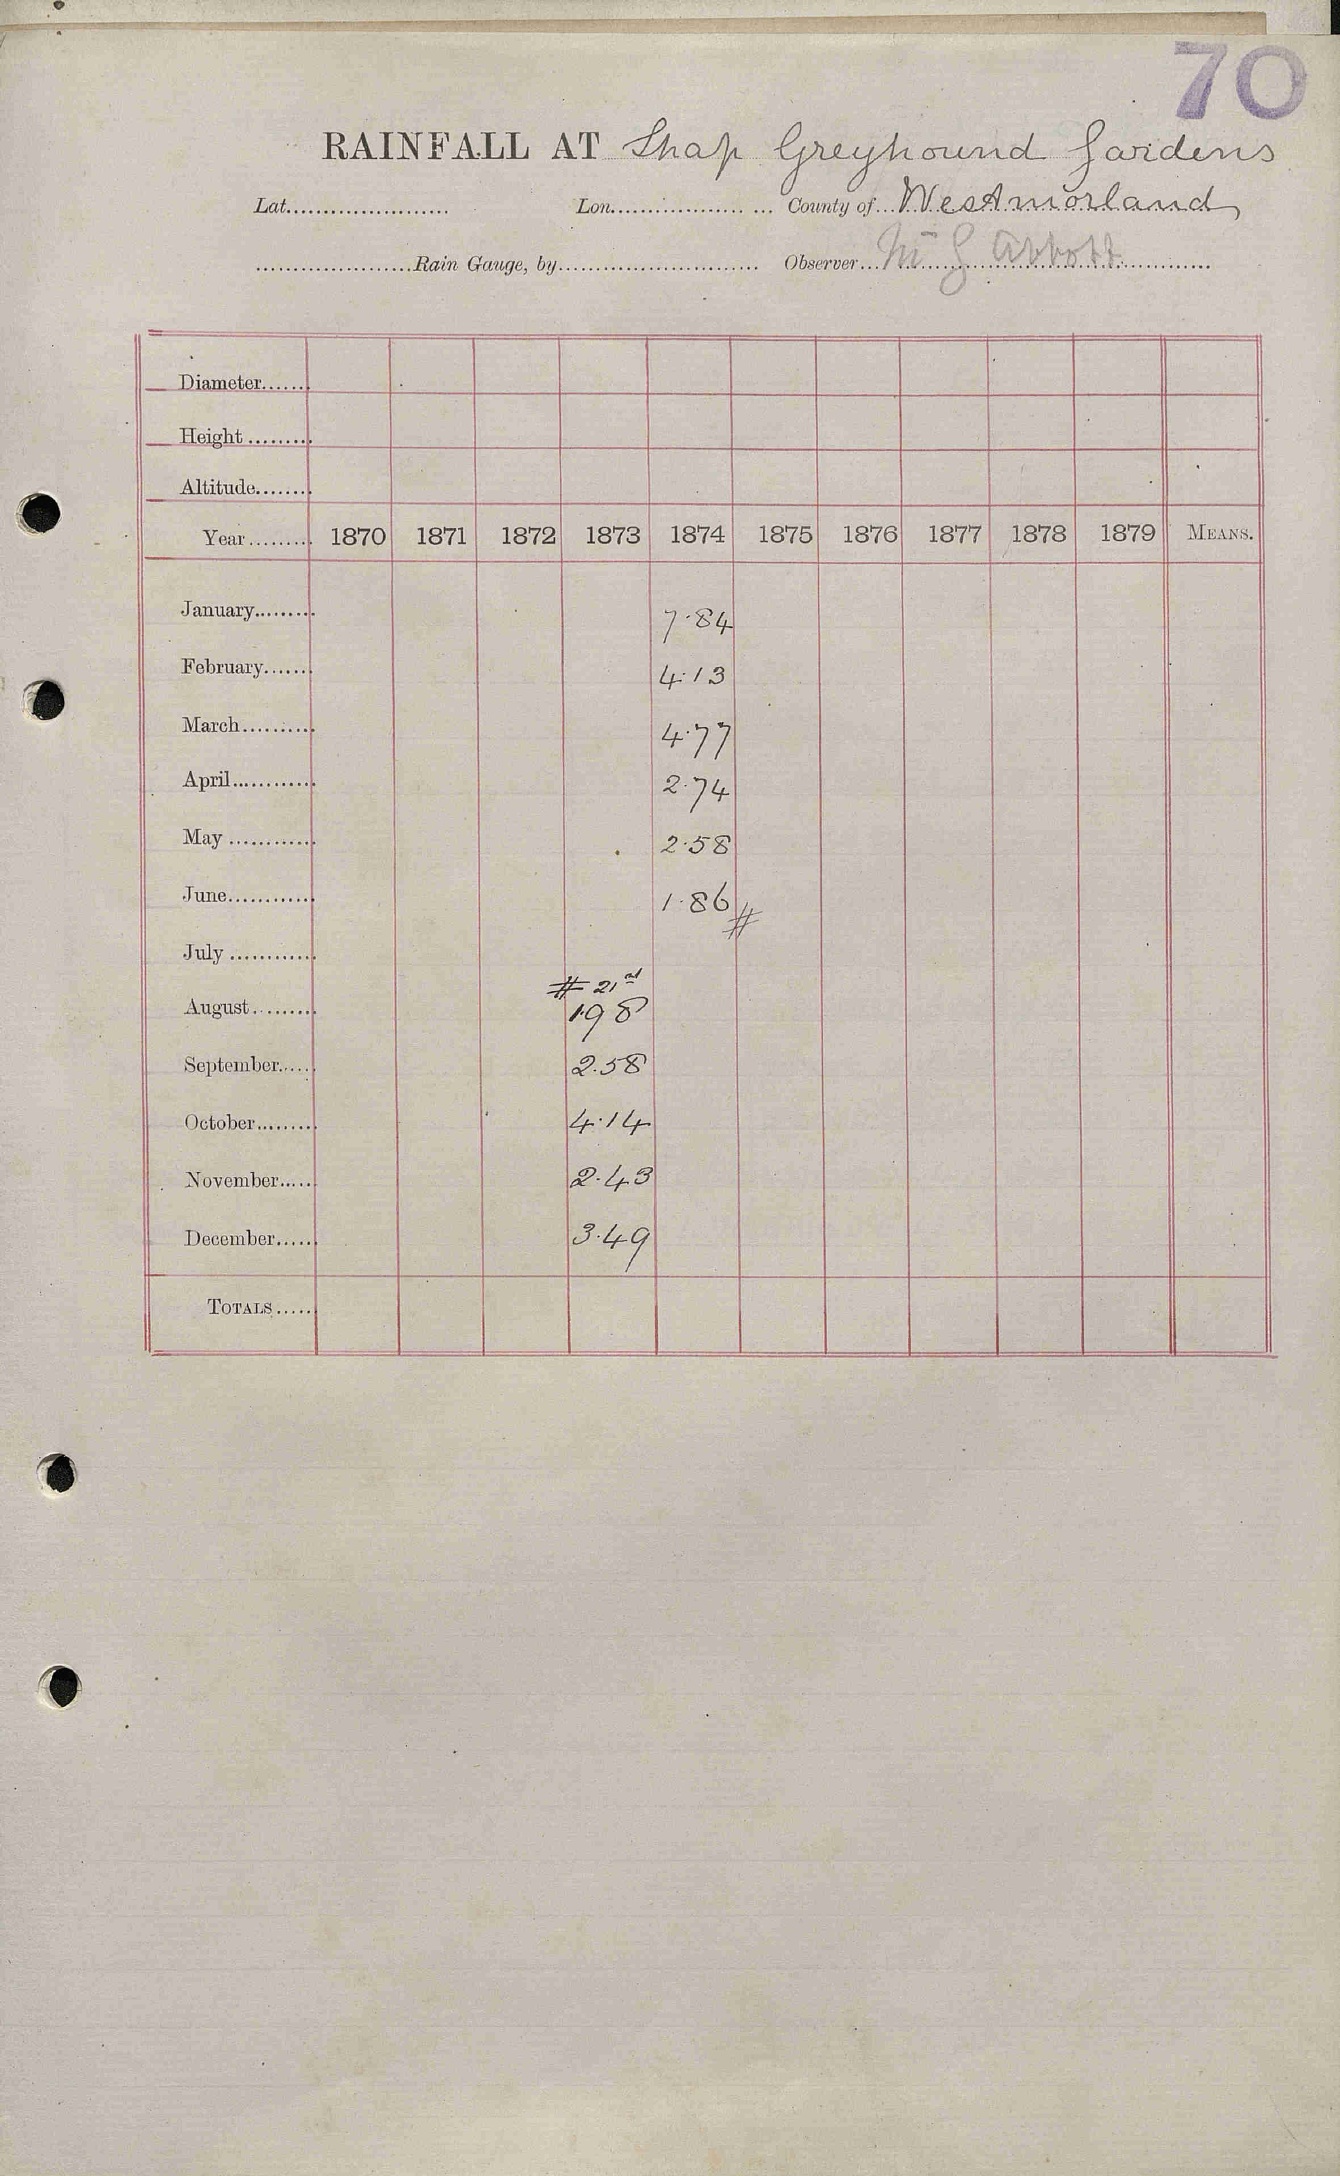 70
RAINFALL AT Shap Greyhound Gardens
Lat...................... Lon.................. ... County of... Westmorland
......................Rain Gauge, by........................... Observer... Mr G Abbott
Diameter.......
Height .........
Altitude........
Year......... 1870 1871 1872 1873 1874 1875 1876 1877 1878 1879 MEANS.
January......... 7.84
February....... 4.13
March.......... 4.77
April............ 2.74
May ............ 2.58
June............ 1.86 #
July ............
# 21st
August......... 1.98
September..... 2.58
October......... 4.14
November..... 2.43
December..... 3.49
TOTALS.....